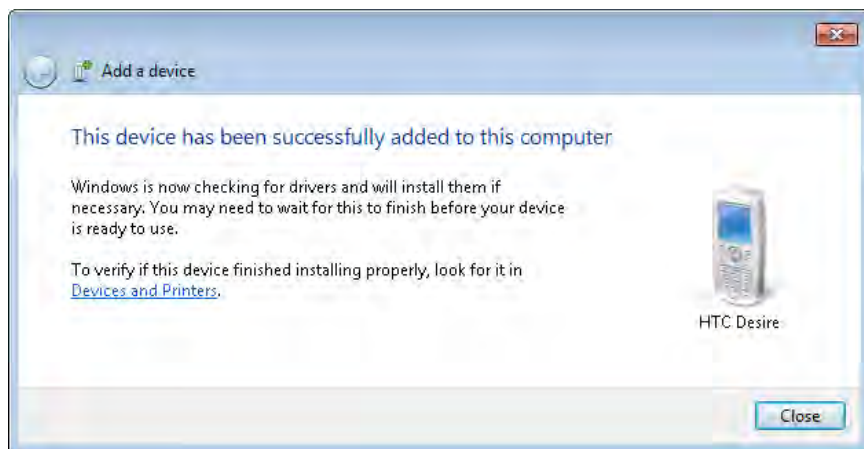 Add a device
This device has been successfully added to this computer
Windows is now checking for drivers and will install them if
necessary. You may need to wait for this to finish before your device
is ready to use.
To verify if this device finished installing properly, look for it in
Devices and Printers.
HTC Desire
Close